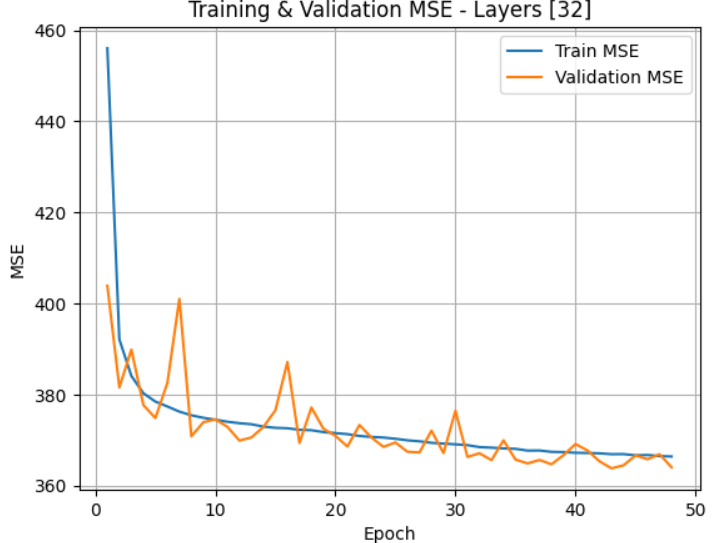 Training & Validation MSE - Layers [32]
Train MSE
Validation MSE
MSE
460
440
420
400
380
360
0 10 20 30 40 50
Epoch